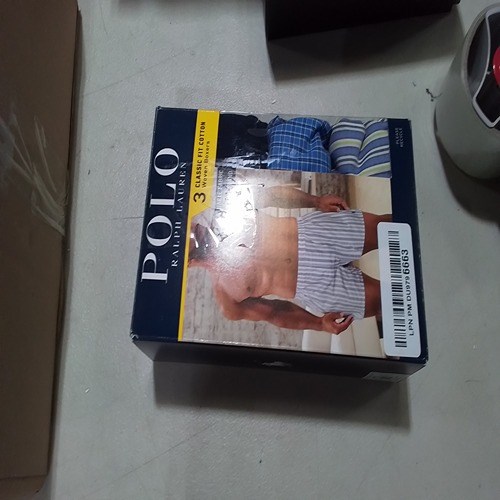 POLO
RALPH LAUREN
3 CLASSIC FIT COTTON
Woven Boxers
LPN PM DU979 6663